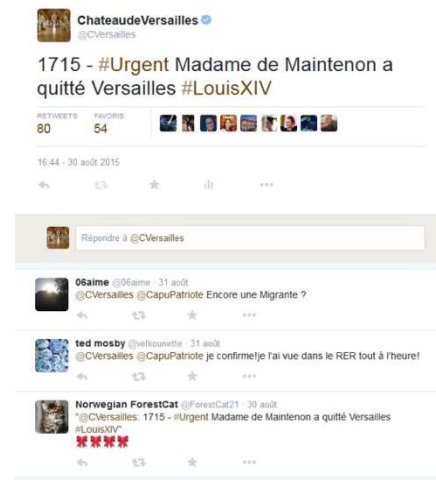 ChateaudeVersailles
@CVersailles
1715 - #Urgent Madame de Maintenon a
quitté Versailles #LouisXIV
RETWEETS FAVORIS
80 54
16:44 - 30 août 2015
Répondre à @CVersailles
06aime @06aime · 31 août
@CVersailles @CapuPatriote Encore une Migrante ?
ted mosby @velkounette · 31 août
@CVersailles @CapuPatriote je confirme!je l'ai vue dans le RER tout à l'heure!
Norwegian ForestCat @ForestCat21 · 30 août
"@CVersailles: 1715 - #Urgent Madame de Maintenon a quitté Versailles
#LouisXIV"